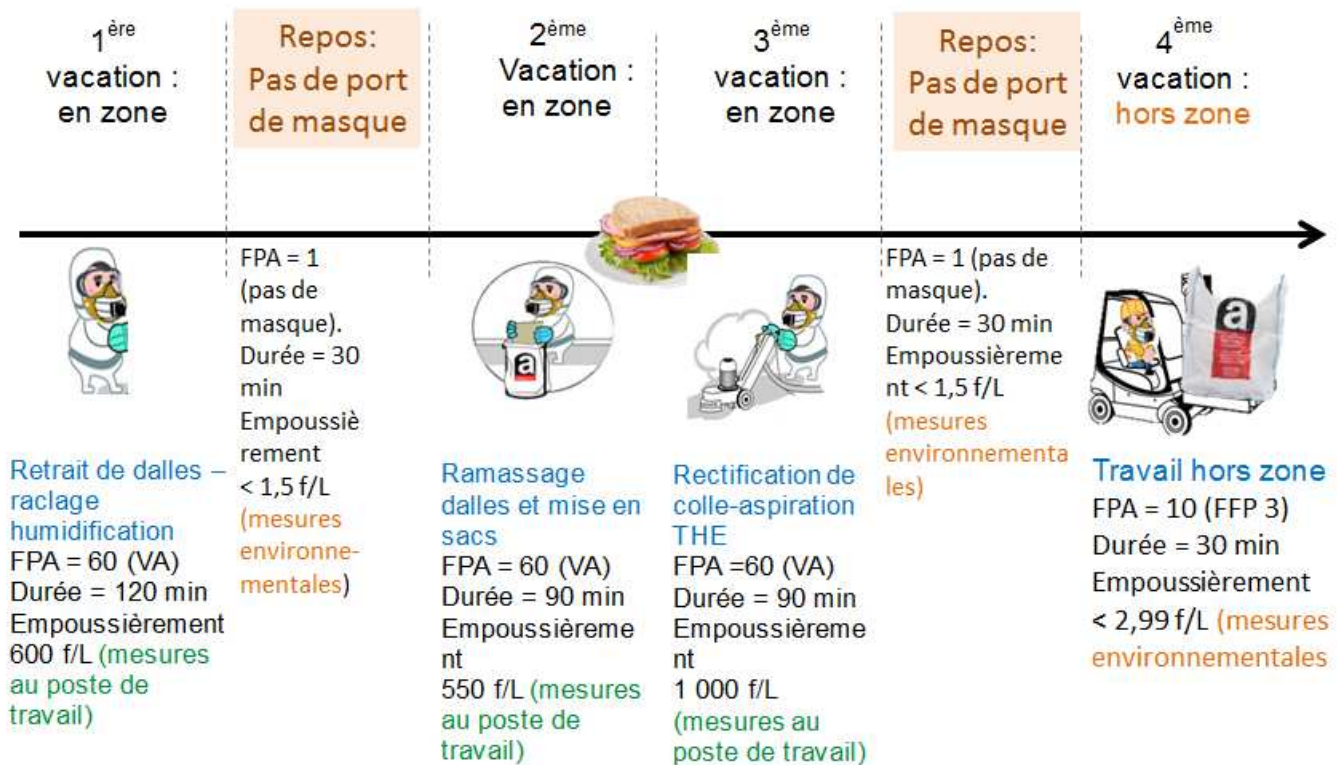 1ère
vacation :
en zone
Repos:
Pas de port
de masque
2ème
Vacation :
en zone
3ème
vacation :
en zone
Repos:
Pas de port
de masque
4ème
vacation :
hors zone
Retrait de dalles –
raclage
humidification
FPA = 60 (VA)
Durée = 120 min
Empoussièrement
600 f/L (mesures
au poste de
travail)
FPA = 1
(pas de
masque).
Durée = 30
min
Empoussiè
rement
< 1,5 f/L
(mesures
environne-
mentales)
a
Ramassage
dalles et mise en
sacs
FPA = 60 (VA)
Durée = 90 min
Empoussièreme
nt
550 f/L (mesures
au poste de
travail)
Rectification de
colle-aspiration
THE
FPA =60 (VA)
Durée = 90 min
Empoussièreme
nt
1 000 f/L
(mesures au
poste de travail)
FPA = 1 (pas de
masque).
Durée = 30 min
Empoussièreme
nt < 1,5 f/L
(mesures
environnementa
les)
a
Travail hors zone
FPA = 10 (FFP 3)
Durée = 30 min
Empoussièrement
< 2,99 f/L (mesures
environnementales